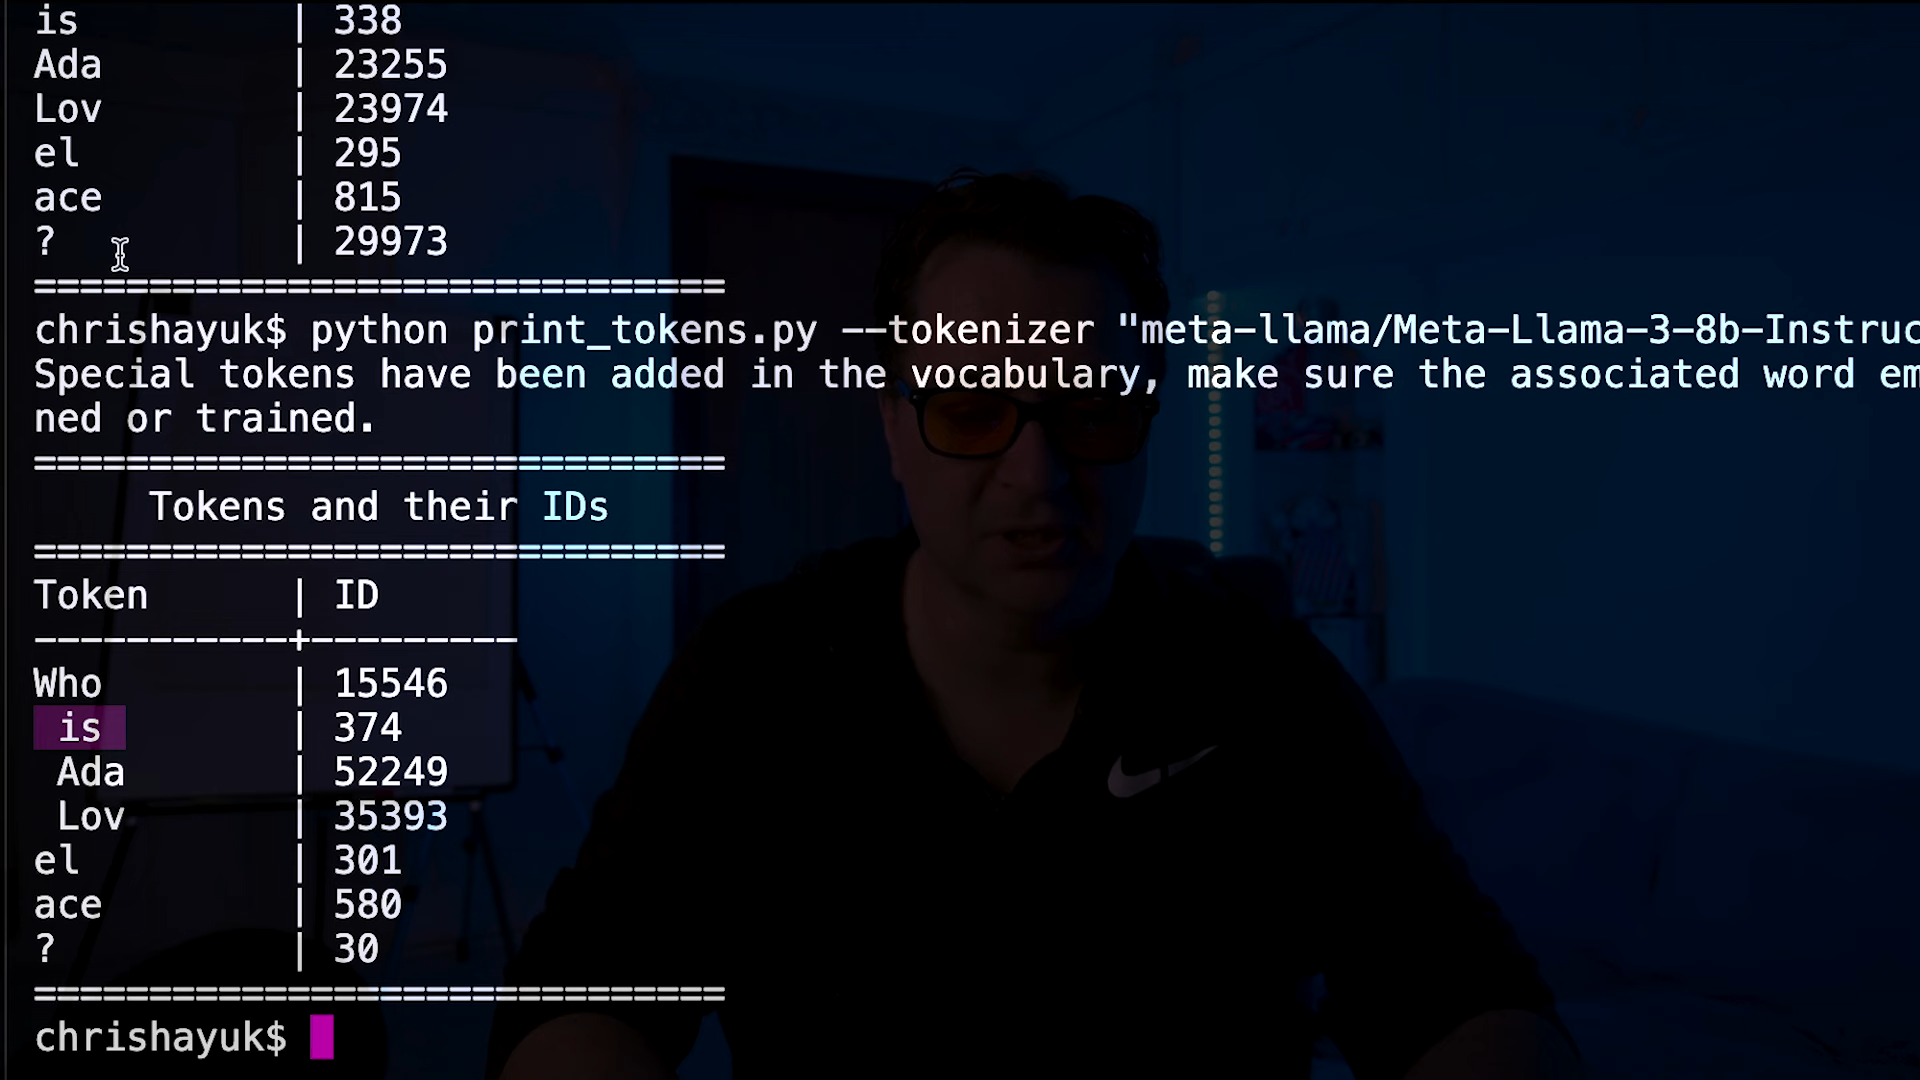 is | 338
Ada | 23255
Lov | 23974
el | 295
ace | 815
? | 29973
==============================
chrishayuk$ python print_tokens.py --tokenizer "meta-llama/Meta-Llama-3-8b-Instruc
Special tokens have been added in the vocabulary, make sure the associated word em
ned or trained.
==============================
Tokens and their IDs
==============================
Token | ID
-----------+---------
Who | 15546
is | 374
Ada | 52249
Lov | 35393
el | 301
ace | 580
? | 30
==============================
chrishayuk$